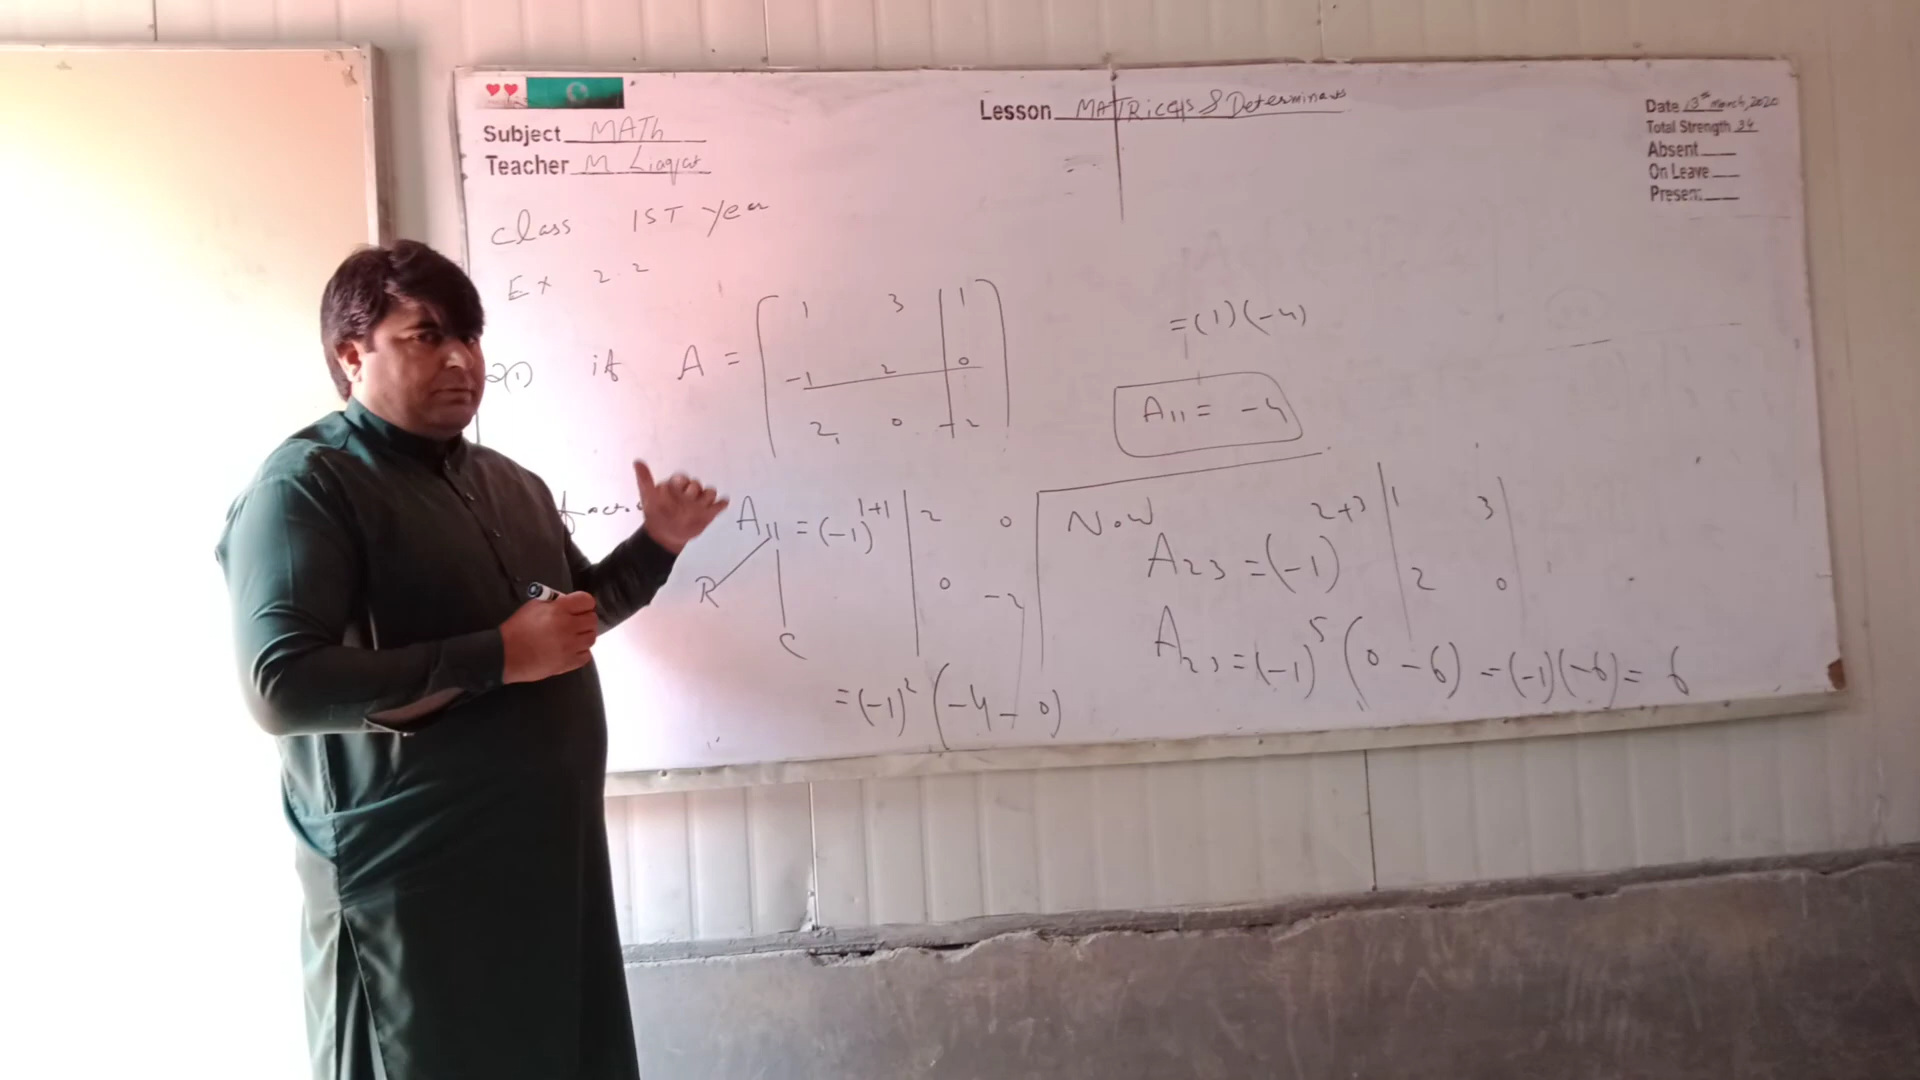 Subject MATh
Teacher M Liaqat
Lesson MATRiceHs & Determinants
Date 13th March, 2020
Total Strength 34
Absent
On Leave
Present
Class 1ST year
Ex 2.2
if A =
1 3 1
-1 2 0
2 0 -2
= (1)(-4)
A11 = -4
factor A11 = (-1)^1+1 | 2 0
0 -2
R
C
= (-1)^2 (-4 - 0)
Now
A23 = (-1)^2+3 | 1 3 |
2 0
A23 = (-1)^5 (0 - 6) = (-1)(-6) = 6